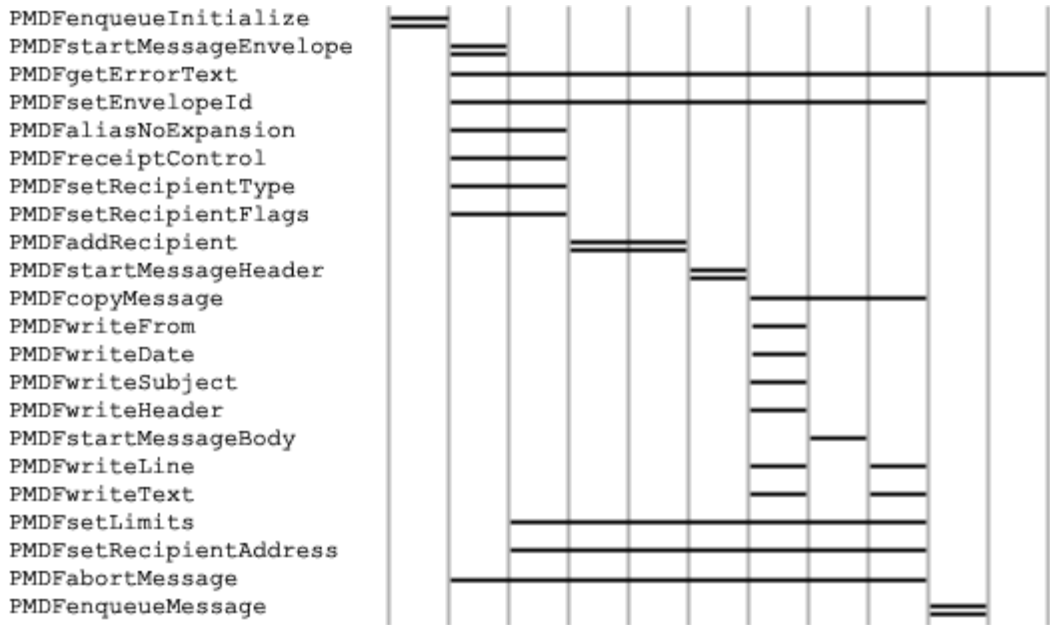 PMDFenqueueInitialize
PMDFstartMessageEnvelope
PMDFgetErrorText
PMDFsetEnvelopeId
PMDFaliasNoExpansion
PMDFreceiptControl
PMDFsetRecipientType
PMDFsetRecipientFlags
PMDFaddRecipient
PMDFstartMessageHeader
PMDFcopyMessage
PMDFwriteFrom
PMDFwriteDate
PMDFwriteSubject
PMDFwriteHeader
PMDFstartMessageBody
PMDFwriteLine
PMDFwriteText
PMDFsetLimits
PMDFsetRecipientAddress
PMDFabortMessage
PMDFenqueueMessage